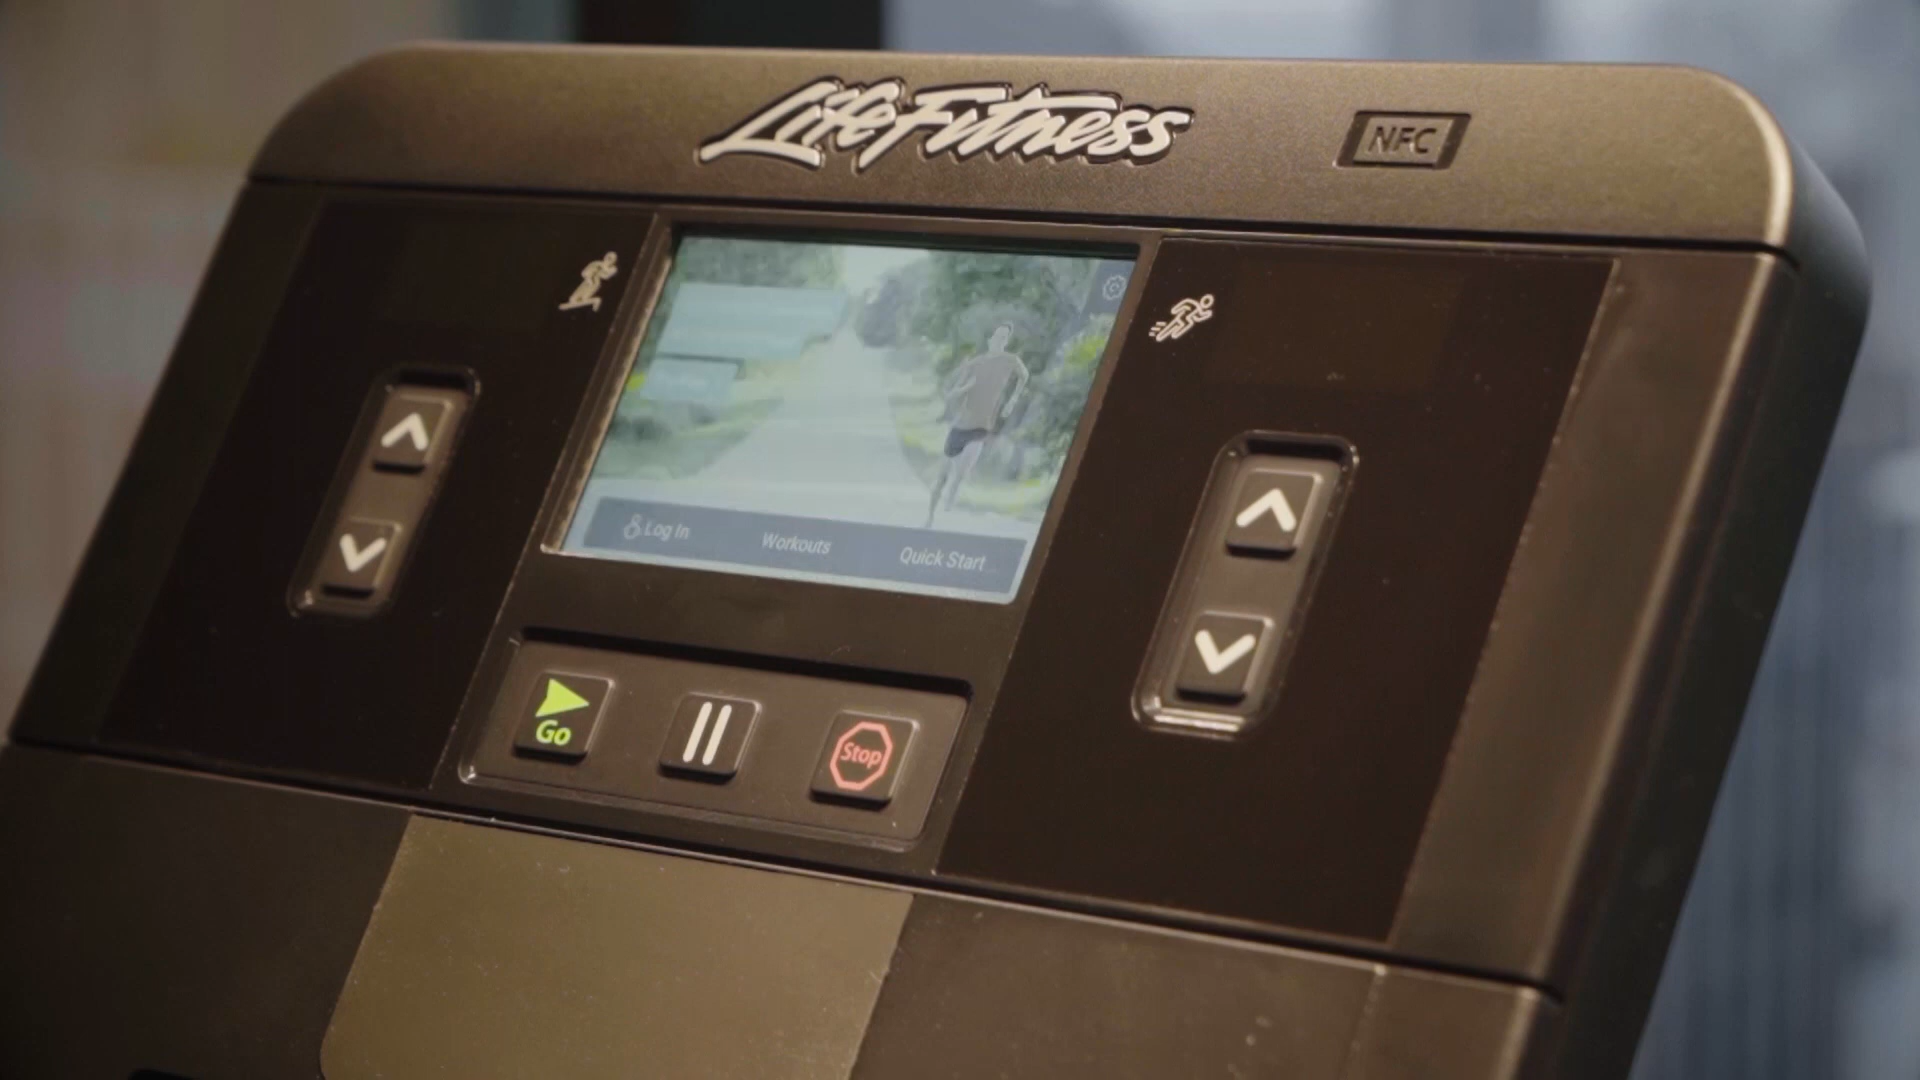 LifeFitness
NFC
Log In
Workouts
Quick Start
Go
Stop